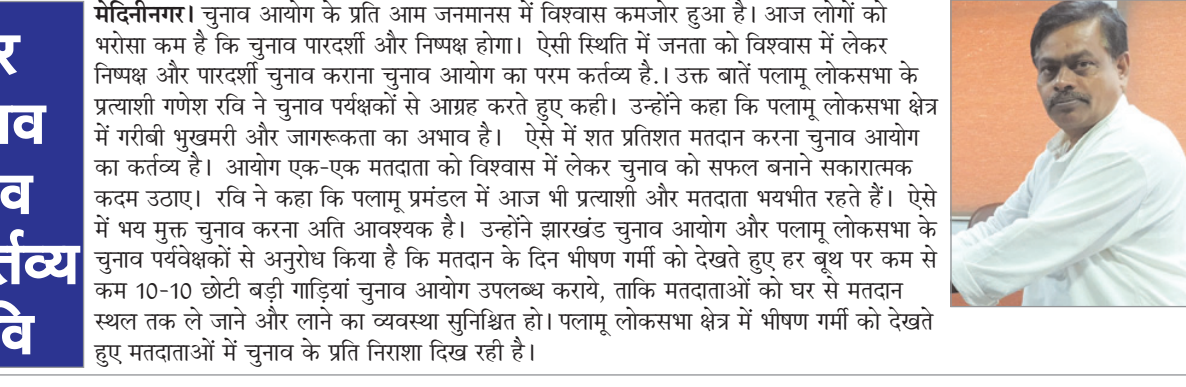 र
ाव
व
र्तव्य
वि
मेदिनीनगर। चुनाव आयोग के प्रति आम जनमानस में विश्वास कमजोर हुआ है। आज लोगों को
भरोसा कम है कि चुनाव पारदर्शी और निष्पक्ष होगा। ऐसी स्थिति में जनता को विश्वास में लेकर
निष्पक्ष और पारदर्शी चुनाव कराना चुनाव आयोग का परम कर्तव्य है.। उक्त बातें पलामू लोकसभा के
प्रत्याशी गणेश रवि ने चुनाव पर्यक्षकों से आग्रह करते हुए कही। उन्होंने कहा कि पलामू लोकसभा क्षेत्र
में गरीबी भुखमरी और जागरूकता का अभाव है। ऐसे में शत प्रतिशत मतदान करना चुनाव आयोग
का कर्तव्य है। आयोग एक-एक मतदाता को विश्वास में लेकर चुनाव को सफल बनाने सकारात्मक
कदम उठाए। रवि ने कहा कि पलामू प्रमंडल में आज भी प्रत्याशी और मतदाता भयभीत रहते हैं। ऐसे
में भय मुक्त चुनाव करना अति आवश्यक है। उन्होंने झारखंड चुनाव आयोग और पलामू लोकसभा के
चुनाव पर्यवेक्षकों से अनुरोध किया है कि मतदान के दिन भीषण गर्मी को देखते हुए हर बूथ पर कम से
कम 10-10 छोटी बड़ी गाड़ियां चुनाव आयोग उपलब्ध कराये, ताकि मतदाताओं को घर से मतदान
स्थल तक ले जाने और लाने का व्यवस्था सुनिश्चित हो। पलामू लोकसभा क्षेत्र में भीषण गर्मी को देखते
हुए मतदाताओं में चुनाव के प्रति निराशा दिख रही है।